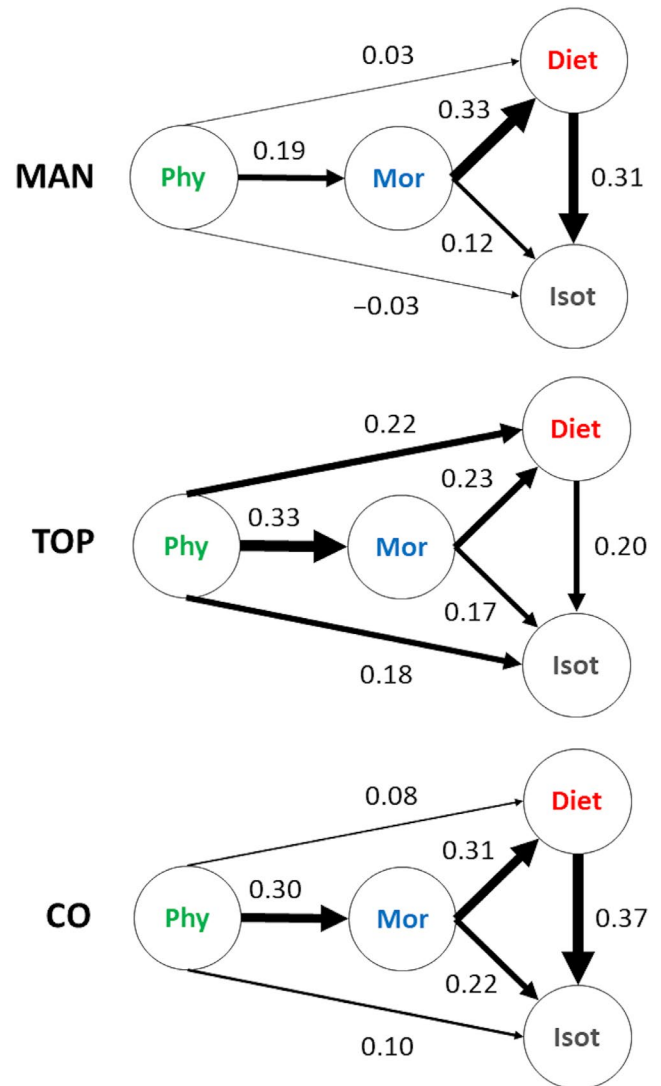 0.03
Diet
0.33
MAN
Phy
0.19
Mor
0.31
0.12
−0.03
Isot
0.22
Diet
0.23
TOP
Phy
0.33
Mor
0.20
0.17
0.18
Isot
0.08
Diet
0.31
CO
Phy
0.30
Mor
0.37
0.22
0.10
Isot